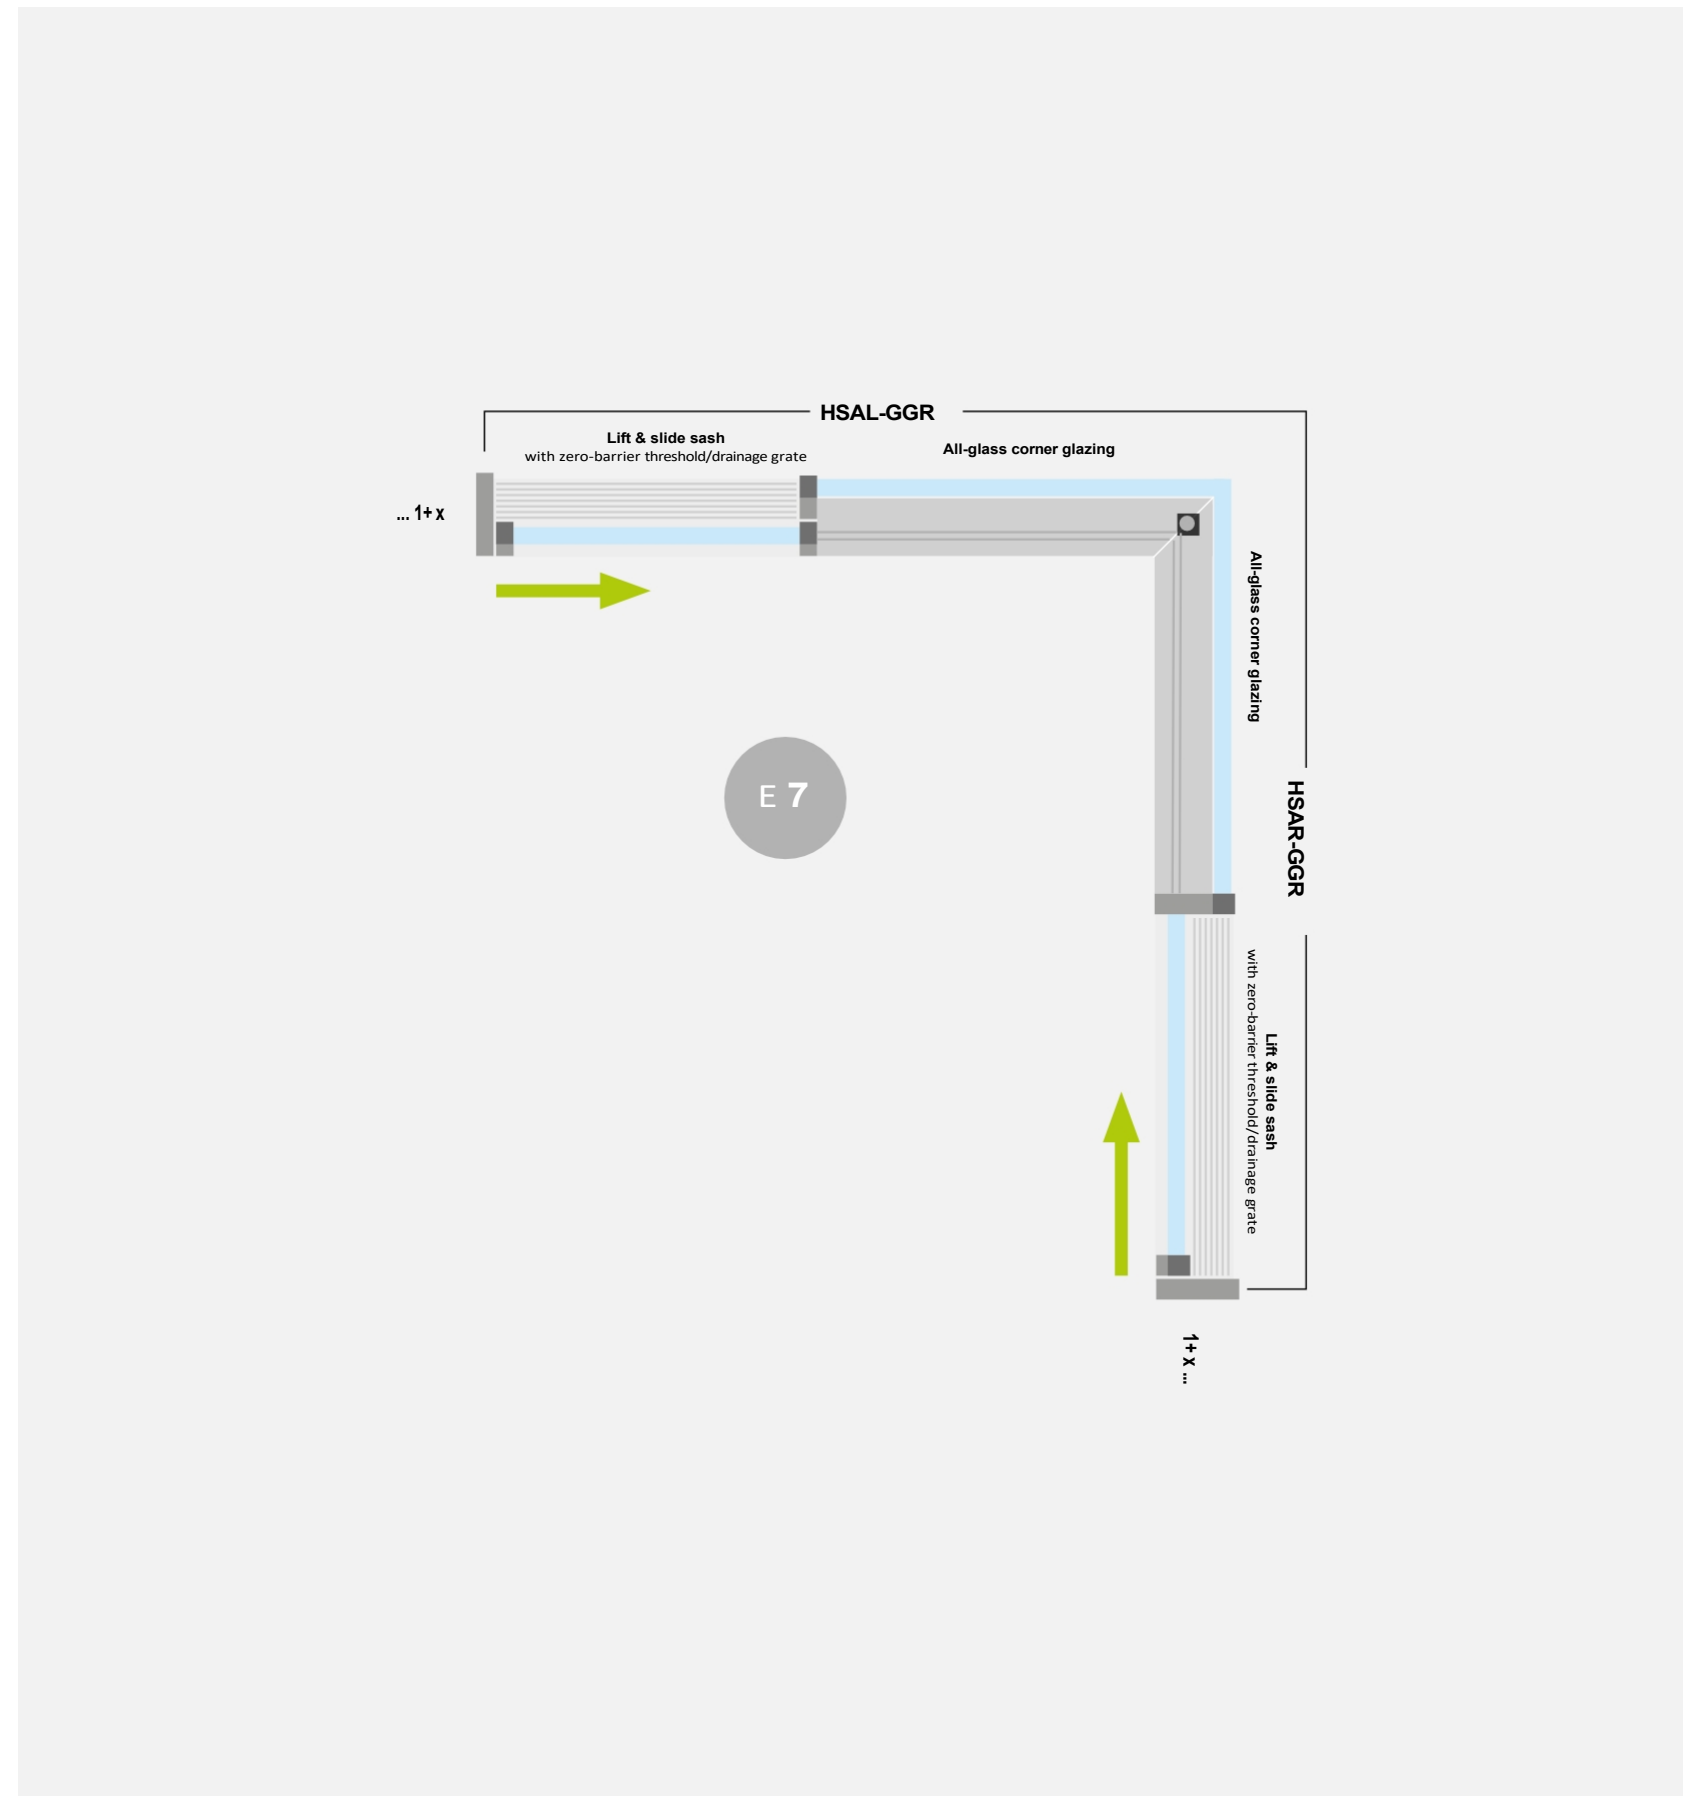 HSAL-GGR
Lift & slide sash
with zero-barrier threshold/drainage grate
All-glass corner glazing
... 1+ x
All-glass corner glazing
E 7
HSAR-GGR
Lift & slide sash
with zero-barrier threshold/drainage grate
1+ x ...